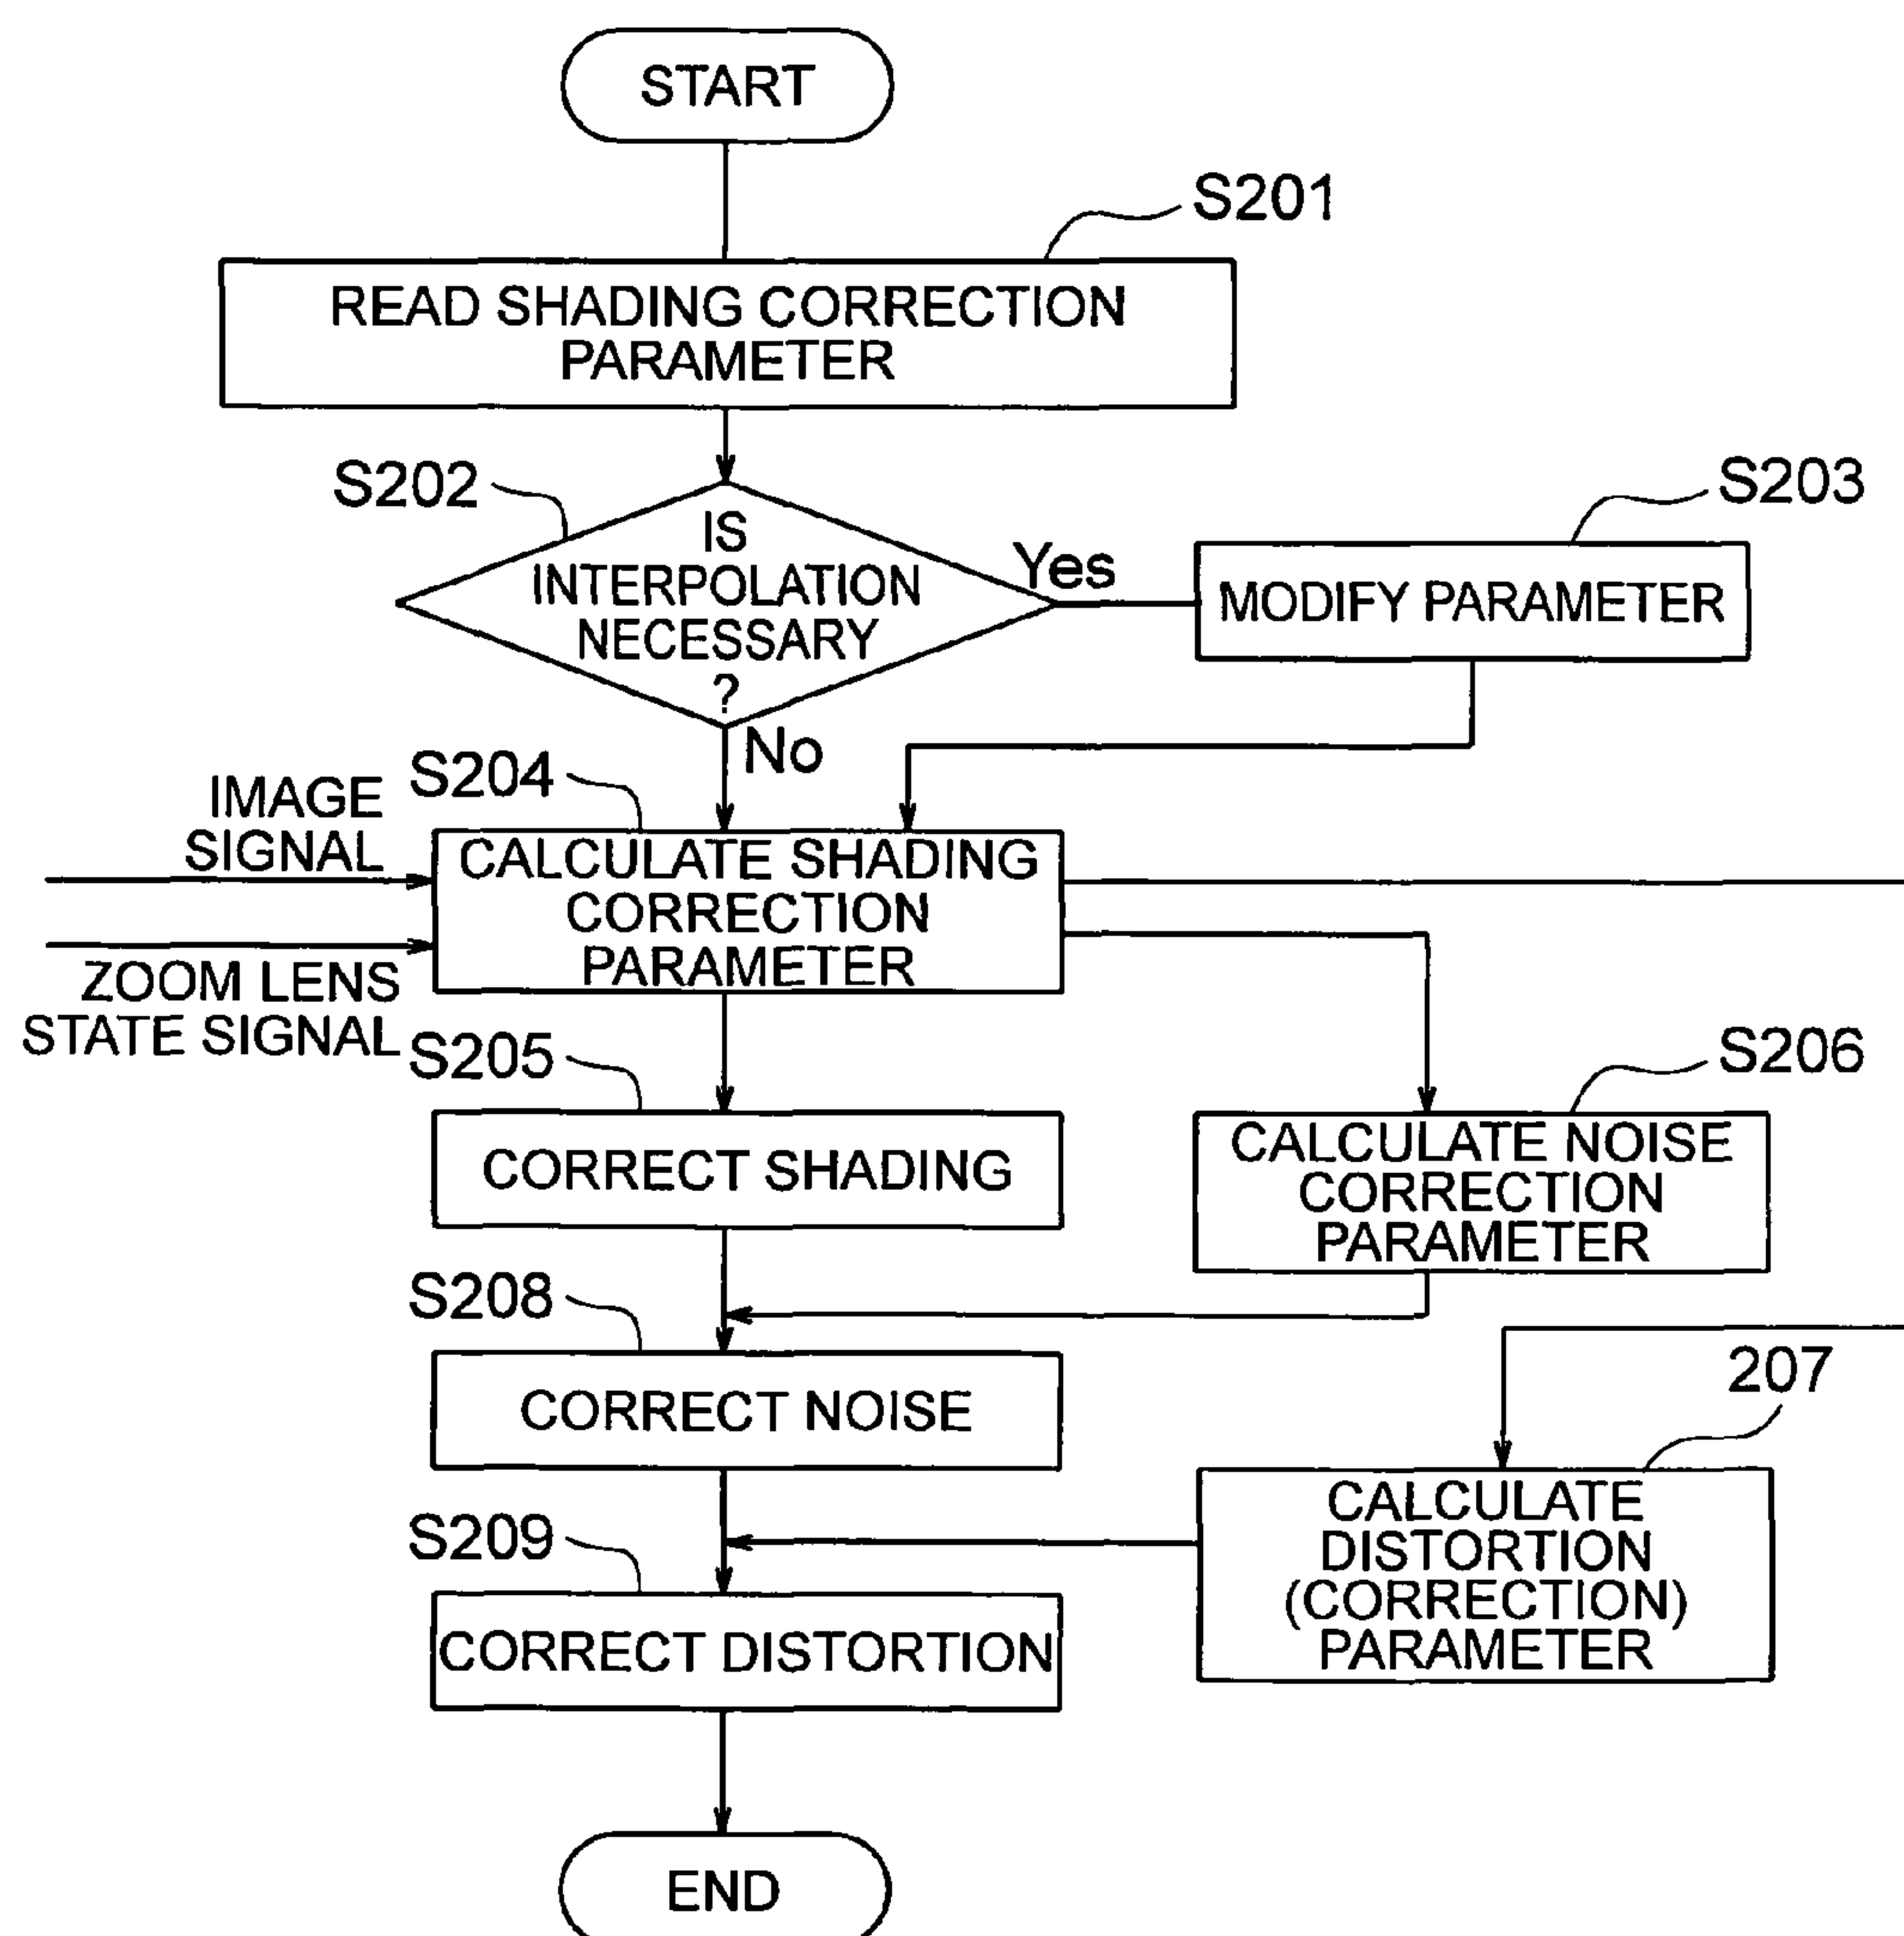 START
S201
READ SHADING CORRECTION
PARAMETER
S202
IS
INTERPOLATION
NECESSARY
?
Yes
S203
MODIFY PARAMETER
No
S204
IMAGE
SIGNAL
ZOOM LENS
STATE SIGNAL
CALCULATE SHADING
CORRECTION
PARAMETER
S205
CORRECT SHADING
S206
CALCULATE NOISE
CORRECTION
PARAMETER
S208
CORRECT NOISE
207
CALCULATE
DISTORTION
(CORRECTION)
PARAMETER
S209
CORRECT DISTORTION
END